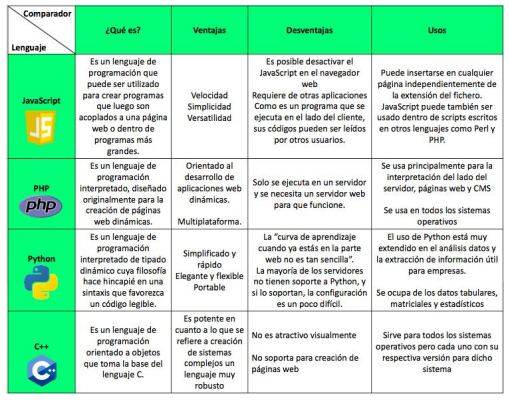 Comparador
Lenguaje
¿Qué es?
Ventajas
Desventajas
Usos
JavaScript
JS
Es un lenguaje de
programación que
puede ser utilizado
para crear programas
que luego son
acoplados a una página
web o dentro de
programas más
grandes.
Velocidad
Simplicidad
Versatilidad
Es posible desactivar el
JavaScript en el navegador
web
Requiere de otras aplicaciones
Como es un programa que se
ejecuta en el lado del cliente,
sus códigos pueden ser leídos
por otros usuarios.
Puede insertarse en cualquier
página independientemente de
la extensión del fichero.
JavaScript puede también ser
usado dentro de scripts escritos
en otros lenguajes como Perl y
PHP.
PHP
php
Es un lenguaje de
programación
interpretado, diseñado
originalmente para la
creación de páginas
web dinámicas.
Orientado al
desarrollo de
aplicaciones web
dinámicas.
Multiplataforma.
Solo se ejecuta en un servidor
y se necesita un servidor web
para que funcione.
Se usa principalmente para la
interpretación del lado del
servidor, páginas web y CMS
Se usa en todos los sistemas
operativos
Python
Es un lenguaje de
programación
interpretado de tipado
dinámico cuya filosofía
hace hincapié en una
sintaxis que favorezca
un código legible.
Simplificado y
rápido
Elegante y flexible
Portable
La “curva de aprendizaje
cuando ya estás en la parte
web no es tan sencilla”.
La mayoría de los servidores
no tienen soporte a Python, y
si lo soportan, la configuración
es un poco difícil.
El uso de Python está muy
extendido en el análisis datos y
la extracción de información útil
para empresas.
Se ocupa de los datos tabulares,
matriciales y estadísticos
C++
C++
Es un lenguaje de
programación
orientado a objetos
que toma la base del
lenguaje C.
Es potente en
cuanto a lo que se
refiere a creación
de sistemas
complejos un
lenguaje muy
robusto
No es atractivo visualmente
No soporta para creación de
páginas web
Sirve para todos los sistemas
operativos pero cada uno con su
respectiva versión para dicho
sistema